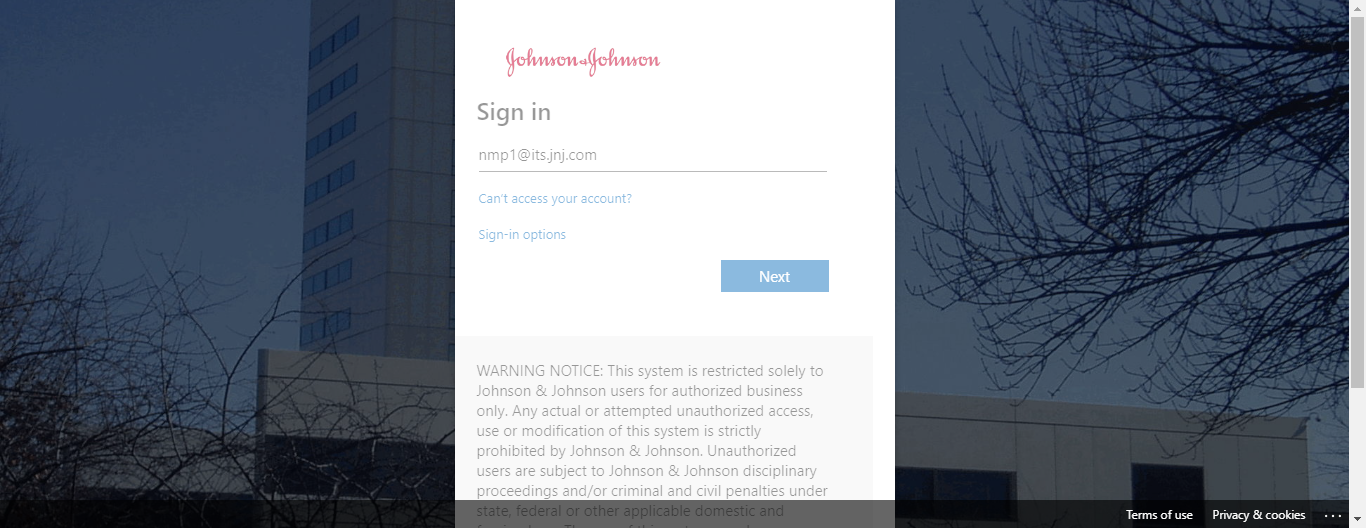 Johnson & Johnson
Sign in
nmp1@its.jnj.com
Can't access your account?
Sign-in options
Next
WARNING NOTICE: This system is restricted solely to
Johnson & Johnson users for authorized business
only. Any actual or attempted unauthorized access,
use or modification of this system is strictly
prohibited by Johnson & Johnson. Unauthorized
users are subject to Johnson & Johnson disciplinary
proceedings and/or criminal and civil penalties under
state, federal or other applicable domestic and
Terms of use Privacy & cookies ...